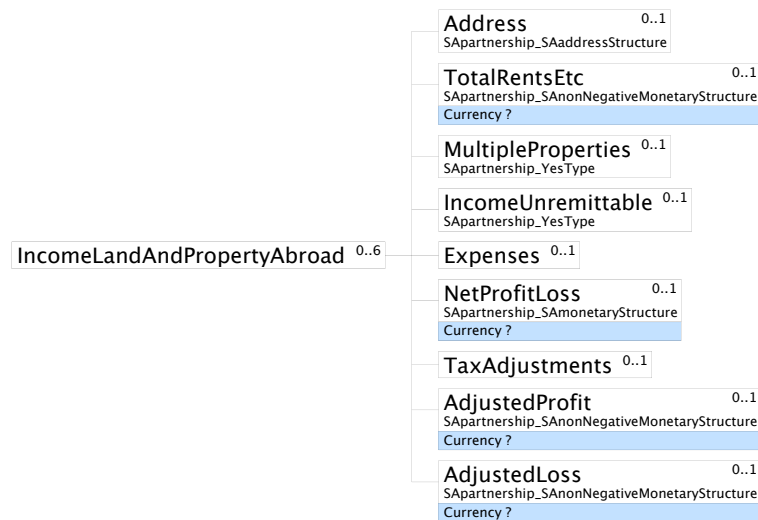 Address 0..1
SApartnership_SAaddressStructure
TotalRentsEtc 0..1
SApartnership_SAnonNegativeMonetaryStructure
Currency ?
MultipleProperties 0..1
SApartnership_YesType
IncomeUnremittable 0..1
SApartnership_YesType
IncomeLandAndPropertyAbroad 0..6
Expenses 0..1
NetProfitLoss 0..1
SApartnership_SAmonetaryStructure
Currency ?
TaxAdjustments 0..1
AdjustedProfit 0..1
SApartnership_SAnonNegativeMonetaryStructure
Currency ?
AdjustedLoss 0..1
SApartnership_SAnonNegativeMonetaryStructure
Currency ?